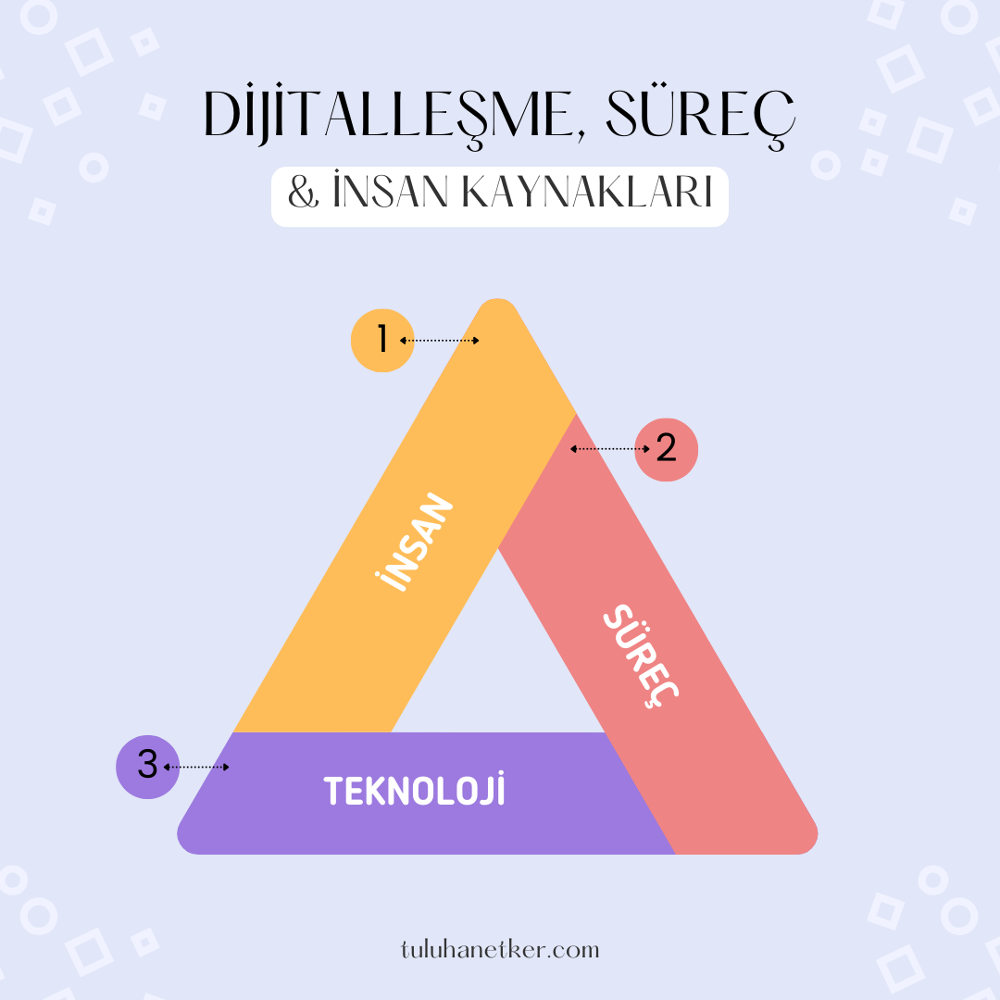 DİJİTALLEŞME, SÜREÇ
& İNSAN KAYNAKLARI
1
2
İNSAN
SÜREÇ
3
TEKNOLOJİ
tuluhanetker.com